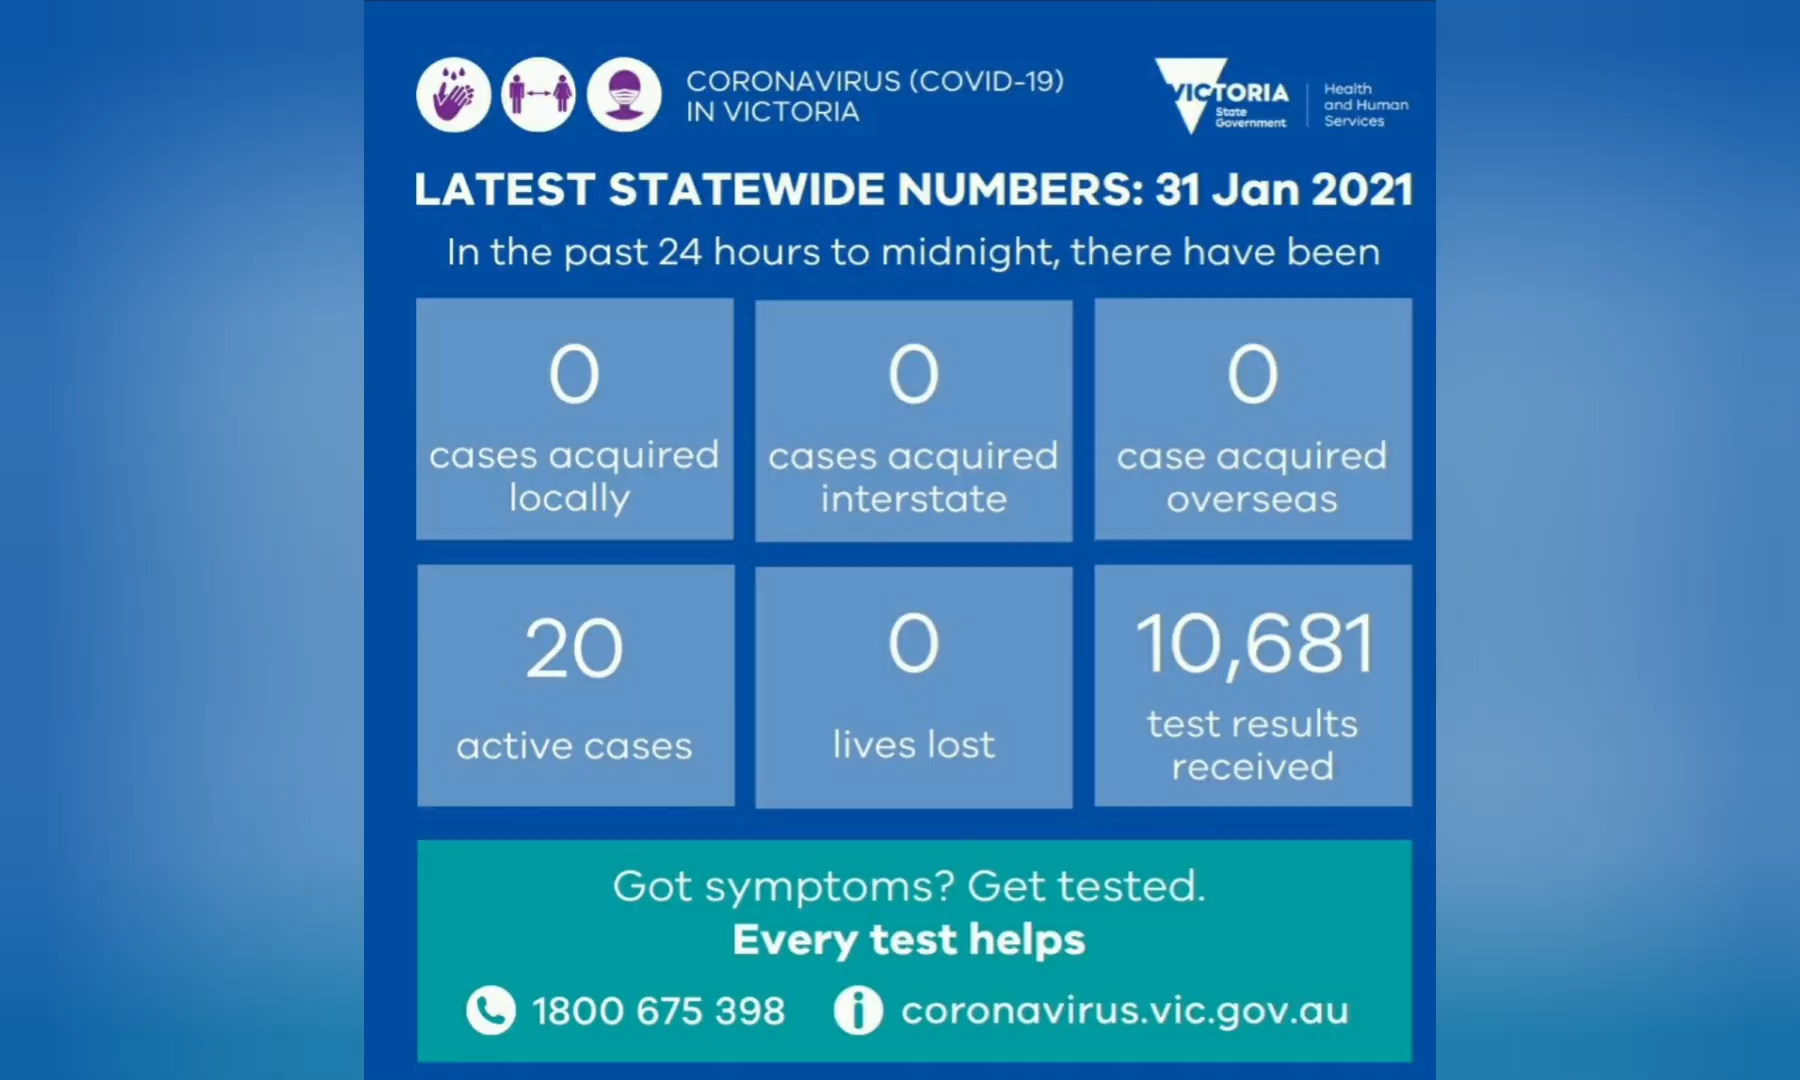 CORONAVIRUS (COVID-19)
IN VICTORIA
VICTORIA
State
Government
Health
and Human
Services
LATEST STATEWIDE NUMBERS: 31 Jan 2021
In the past 24 hours to midnight, there have been
0
cases acquired
locally
0
cases acquired
interstate
0
case acquired
overseas
20
active cases
0
lives lost
10,681
test results
received
Got symptoms? Get tested.
Every test helps
1800 675 398
coronavirus.vic.gov.au